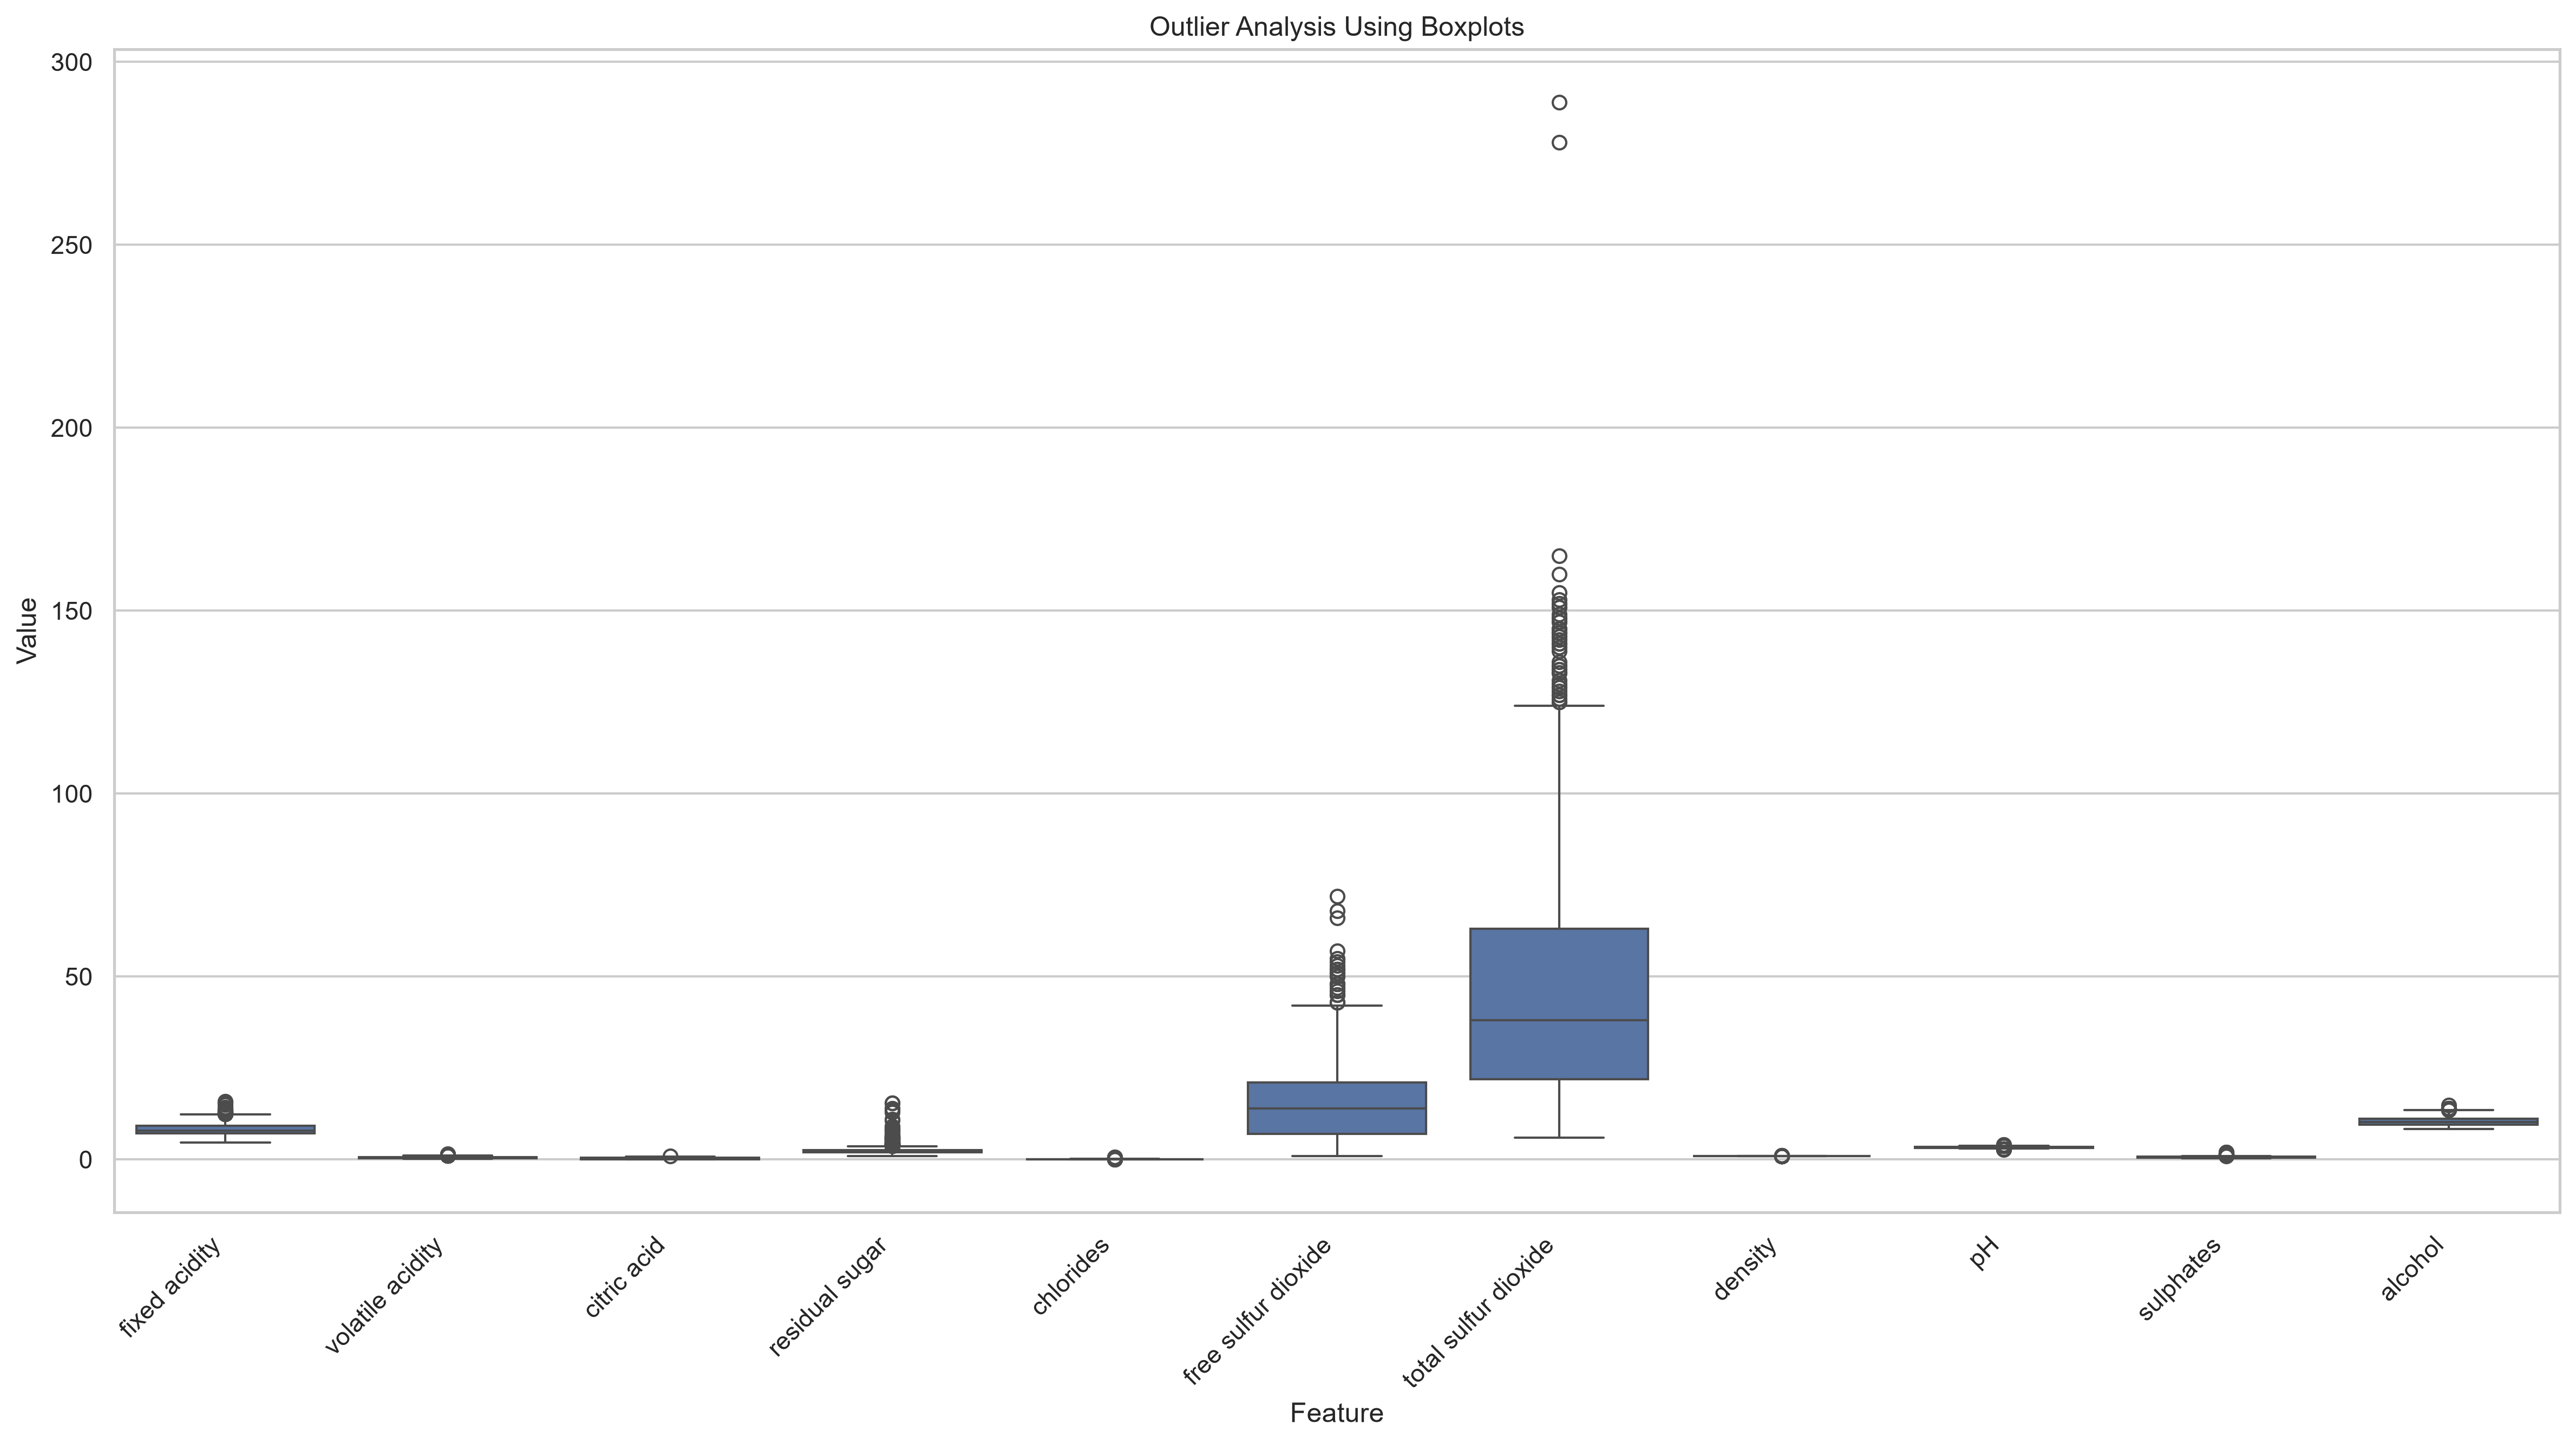 Outlier Analysis Using Boxplots
300
250
200
150
100
50
0
Value
fixed acidity
volatile acidity
citric acid
residual sugar
chlorides
free sulfur dioxide
total sulfur dioxide
density
pH
sulphates
alcohol
Feature